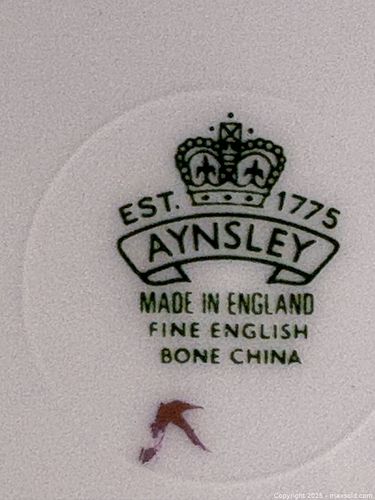 EST. 1775
AYNSLEY
MADE IN ENGLAND
FINE ENGLISH
BONE CHINA
Copyright 2025 - maxsold.com